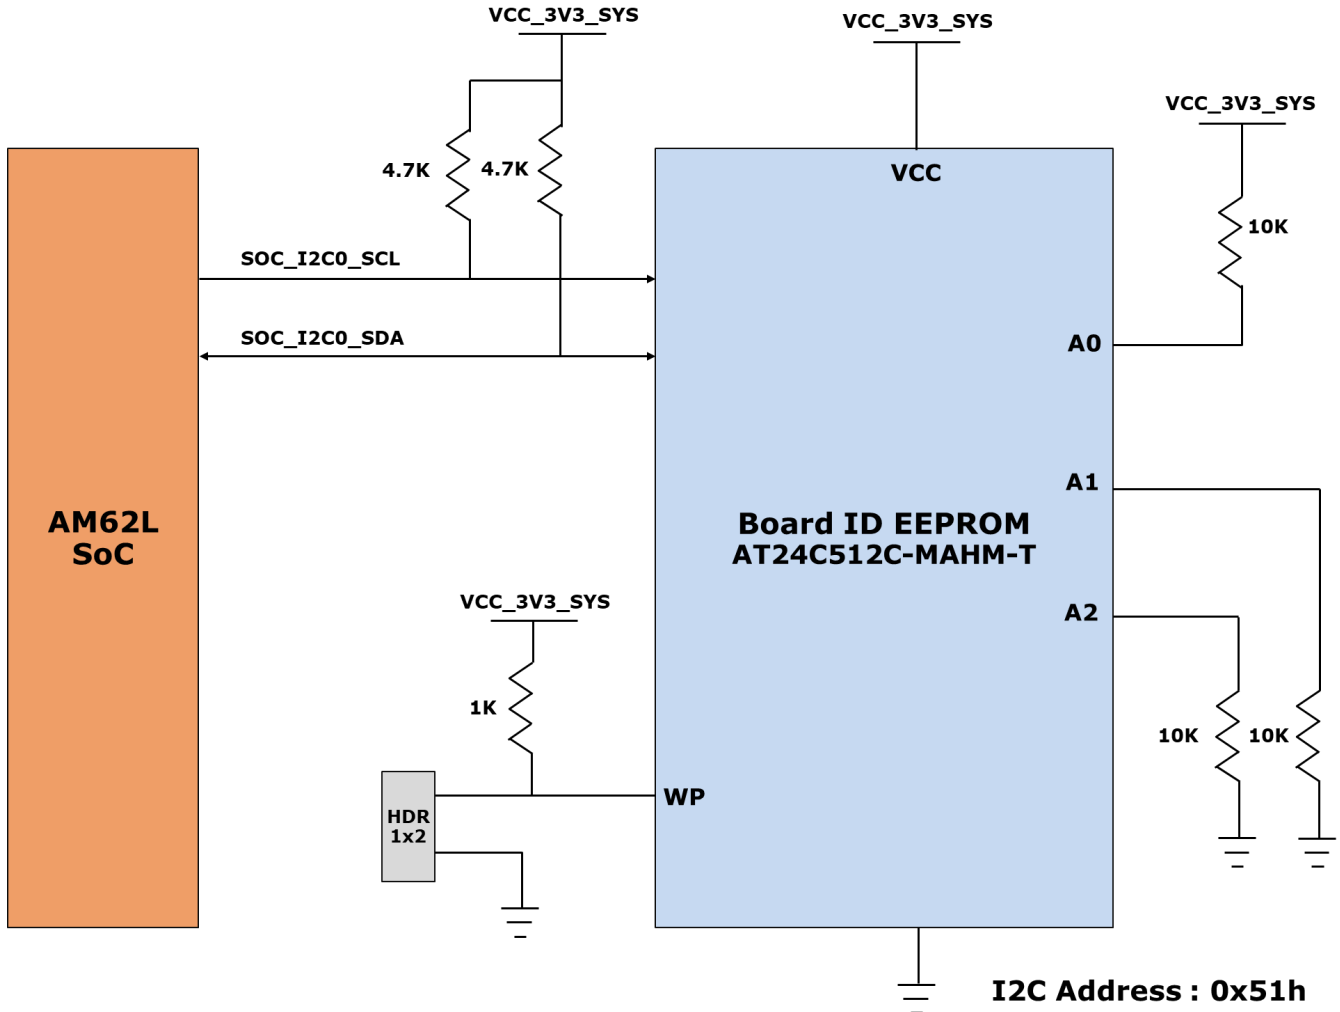 VCC_3V3_SYS
VCC_3V3_SYS
VCC_3V3_SYS
4.7K
4.7K
VCC
10K
SOC_I2C0_SCL
SOC_I2C0_SDA
A0
A1
AM62L
SoC
Board ID EEPROM
AT24C512C-MAHM-T
A2
VCC_3V3_SYS
1K
10K
10K
WP
HDR
1x2
I2C Address : 0x51h